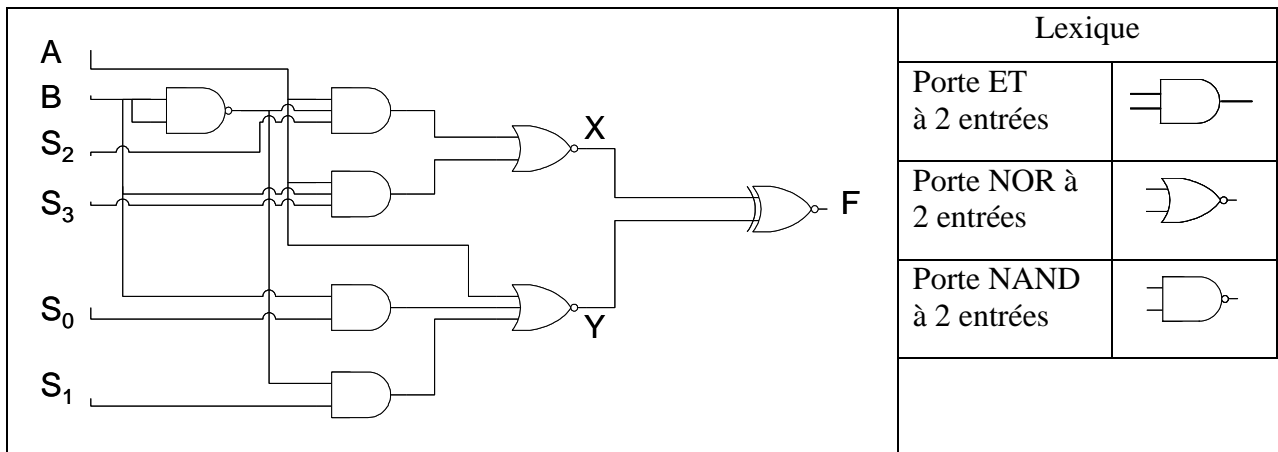 A
B
S₂
S₃
S₀
S₁
X
Y
F
Lexique
Porte ET
à 2 entrées
Porte NOR à
2 entrées
Porte NAND
à 2 entrées